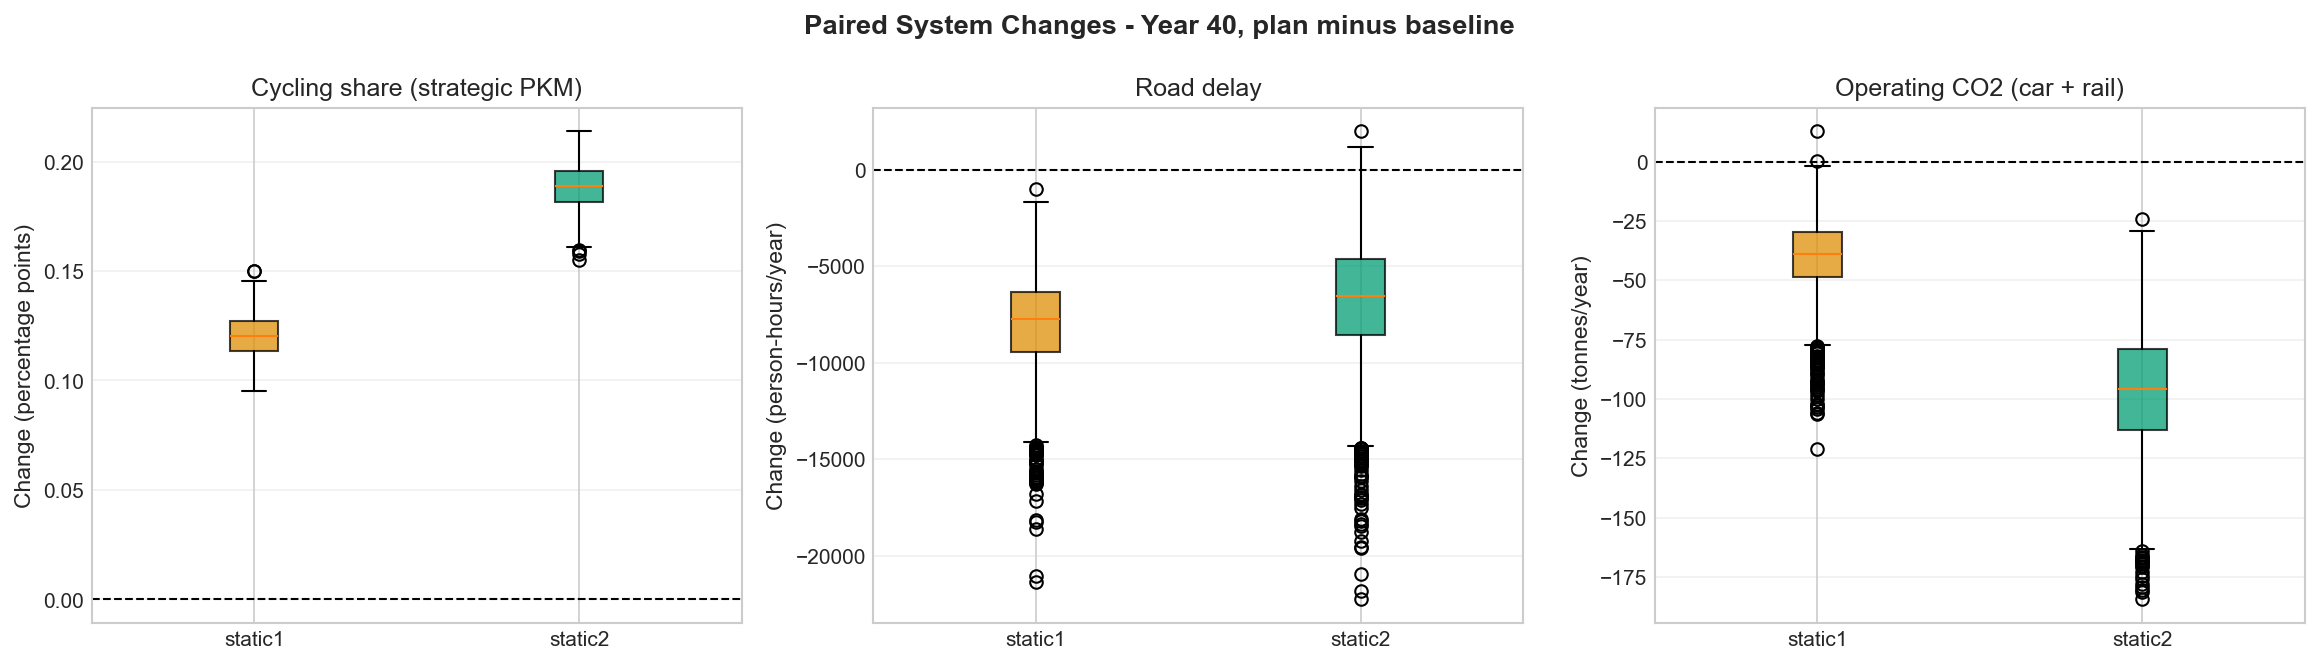 Paired System Changes - Year 40, plan minus baseline
Cycling share (strategic PKM)
Change (percentage points)
0.20
0.15
0.10
0.05
0.00
static1
static2
Road delay
Change (person-hours/year)
0
−5000
−10000
−15000
−20000
static1
static2
Operating CO2 (car + rail)
Change (tonnes/year)
0
−25
−50
−75
−100
−125
−150
−175
static1
static2